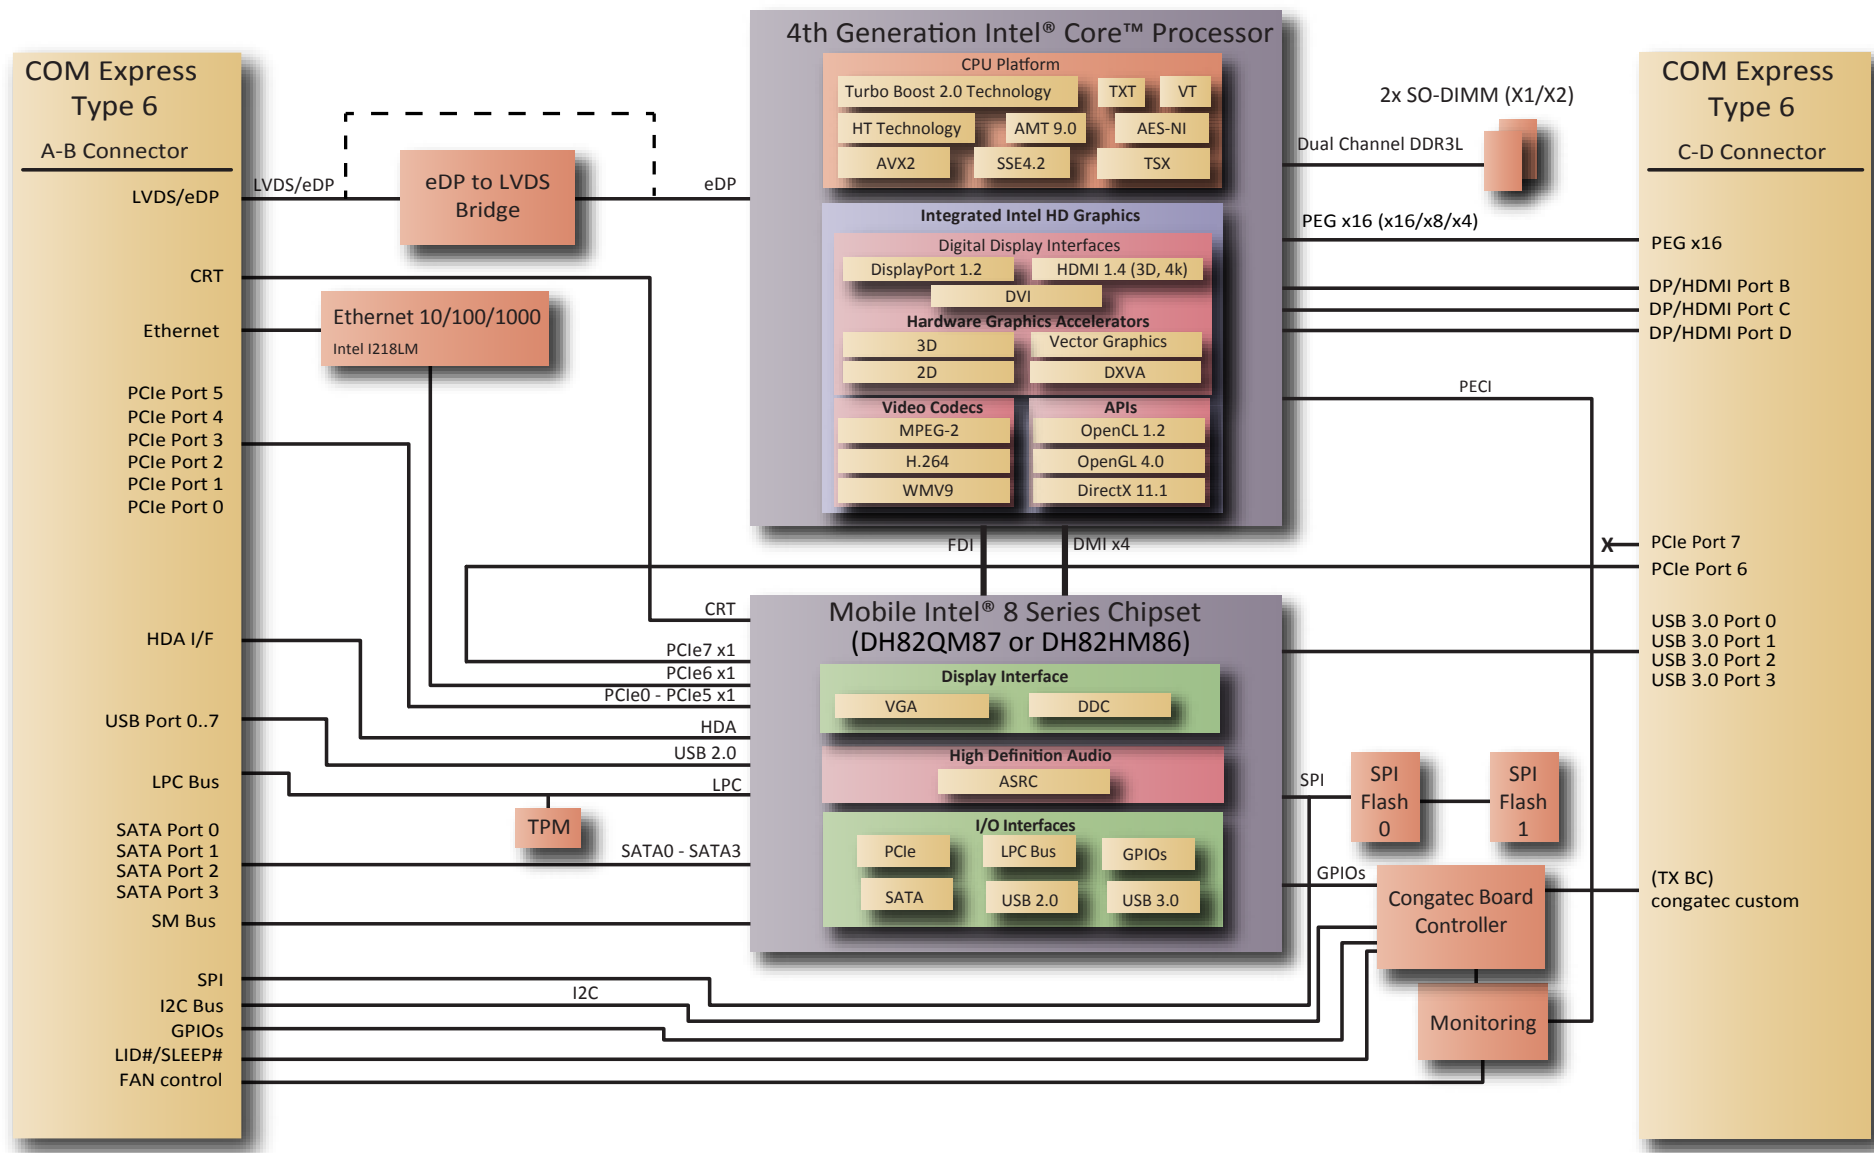 COM Express
Type 6
A-B Connector
LVDS/eDP
CRT
Ethernet
PCIe Port 5
PCIe Port 4
PCIe Port 3
PCIe Port 2
PCIe Port 1
PCIe Port 0
HDA I/F
USB Port 0..7
LPC Bus
SATA Port 0
SATA Port 1
SATA Port 2
SATA Port 3
SM Bus
SPI
I2C Bus
GPIOs
LID#/SLEEP#
FAN control
LVDS/eDP
eDP to LVDS
Bridge
eDP
Ethernet 10/100/1000
Intel I218LM
CRT
PCIe7 x1
PCIe6 x1
PCIe0 - PCIe5 x1
HDA
USB 2.0
LPC
TPM
SATA0 - SATA3
I2C
4th Generation Intel® Core™ Processor
CPU Platform
Turbo Boost 2.0 Technology
TXT
VT
HT Technology
AMT 9.0
AES-NI
AVX2
SSE4.2
TSX
Integrated Intel HD Graphics
Digital Display Interfaces
DisplayPort 1.2
HDMI 1.4 (3D, 4k)
DVI
Hardware Graphics Accelerators
3D
Vector Graphics
2D
DXVA
Video Codecs
MPEG-2
H.264
WMV9
APIs
OpenCL 1.2
OpenGL 4.0
DirectX 11.1
FDI
DMI x4
Mobile Intel® 8 Series Chipset
(DH82QM87 or DH82HM86)
Display Interface
VGA
DDC
High Definition Audio
ASRC
I/O Interfaces
PCIe
LPC Bus
GPIOs
SATA
USB 2.0
USB 3.0
2x SO-DIMM (X1/X2)
Dual Channel DDR3L
PEG x16 (x16/x8/x4)
PECI
X
SPI
SPI
Flash
0
SPI
Flash
1
GPIOs
Congatec Board
Controller
Monitoring
COM Express
Type 6
C-D Connector
PEG x16
DP/HDMI Port B
DP/HDMI Port C
DP/HDMI Port D
PCIe Port 7
PCIe Port 6
USB 3.0 Port 0
USB 3.0 Port 1
USB 3.0 Port 2
USB 3.0 Port 3
(TX BC)
congatec custom